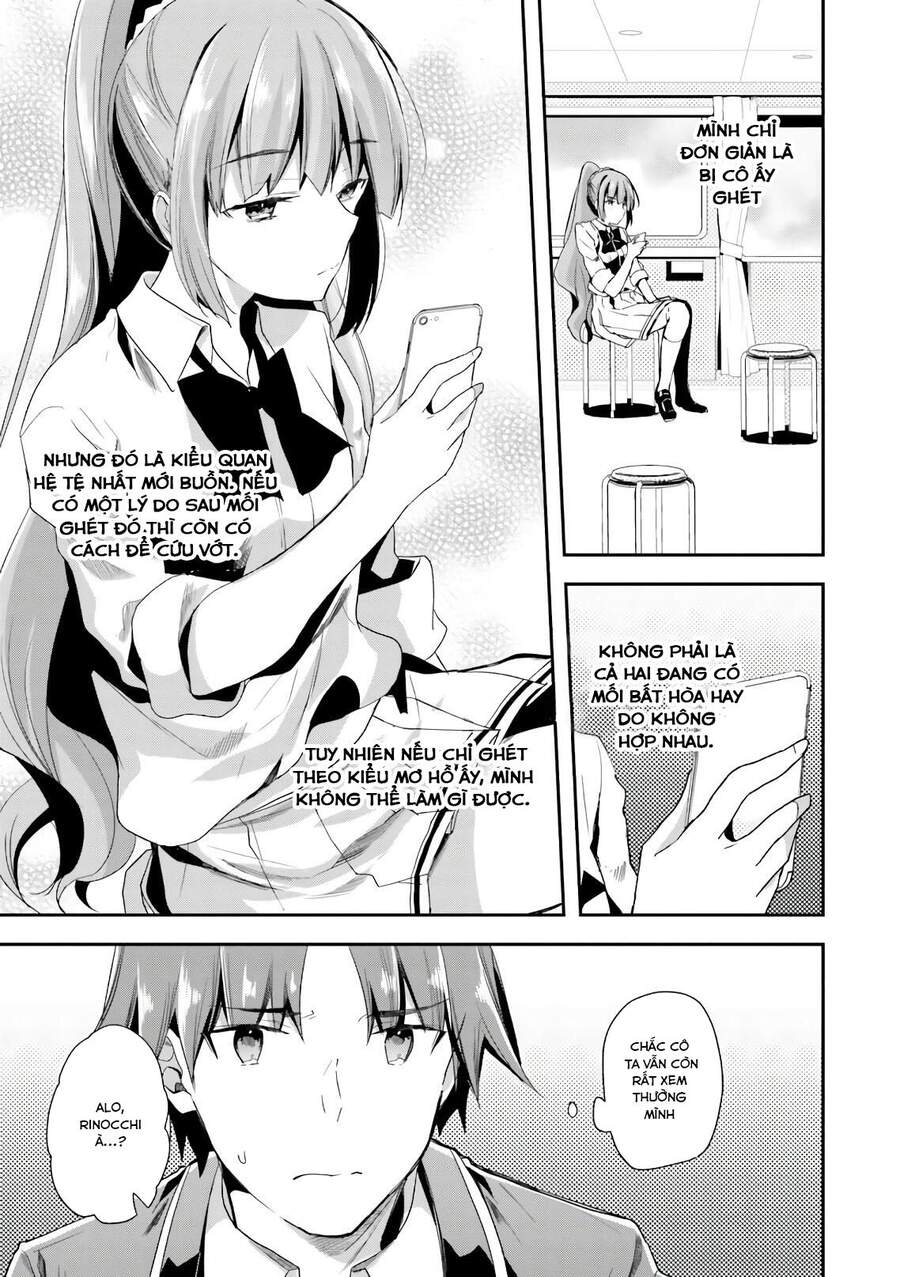 MÌNH CHỈ
ĐƠN GIẢN LÀ
BỊ CÔ ẤY
GHÉT
KHÔNG PHẢI LÀ
CẢ HAI ĐANG CÓ
MỐI BẤT HÒA HAY
DO KHÔNG
HỢP NHAU.
NHƯNG ĐÓ LÀ KIỂU QUAN
HỆ TỆ NHẤT MỚI BUỒN. NẾU
CÓ MỘT LÝ DO SAU MỐI
GHÉT ĐÓ THÌ CÒN CÓ
CÁCH ĐỂ CỨU VỚT.
TUY NHIÊN NẾU CHỈ GHÉT
THEO KIỂU MƠ HỒ ẤY, MÌNH
KHÔNG THỂ LÀM GÌ ĐƯỢC.
CHẮC CÔ
TA VẪN CÒN
RẤT XEM
THƯỜNG
MÌNH
ALO,
RINOCCHI
À...?